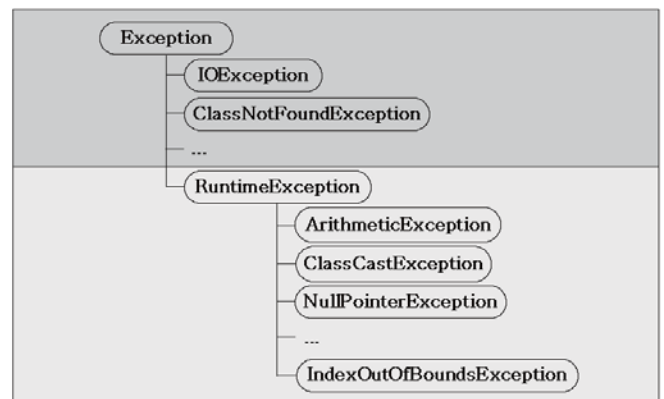 Exception
IOException
ClassNotFoundException
...
RuntimeException
ArithmeticException
ClassCastException
NullPointerException
...
IndexOutOfBoundsException